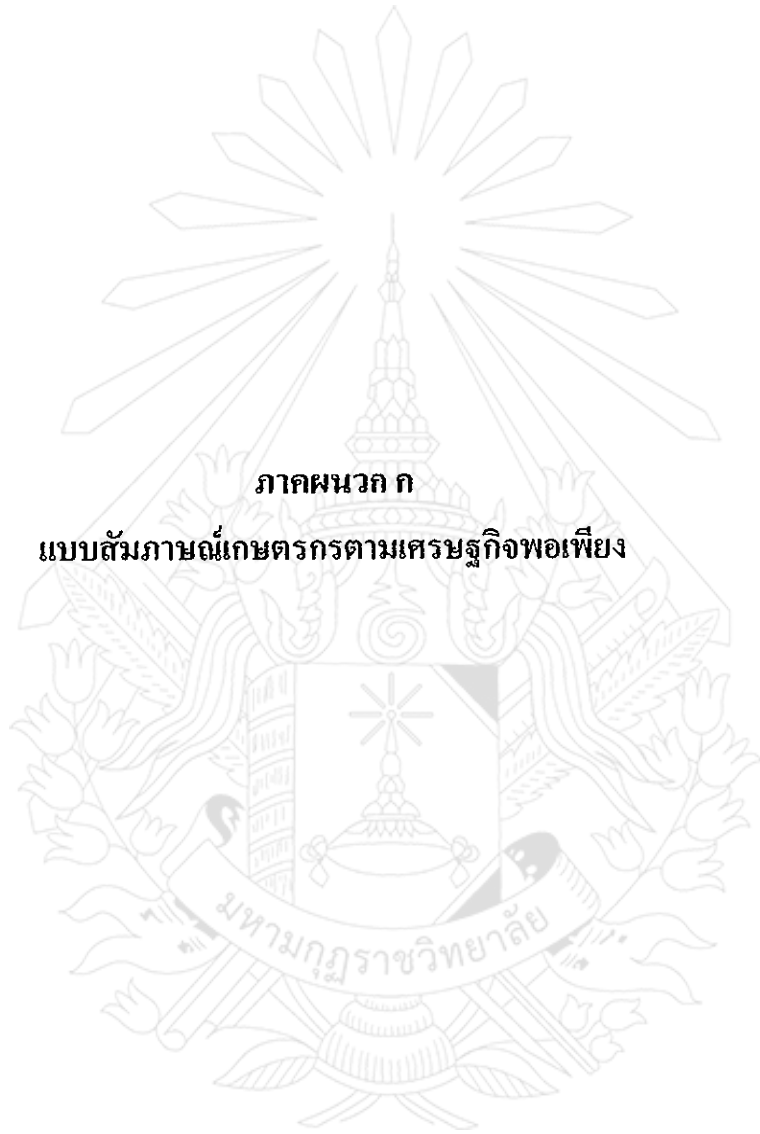 ภาคผนวก ก
แบบสัมภาษณ์เกษตรกรตามเศรษฐกิจพอเพียง
มหามกุฏราชวิทยาลัย